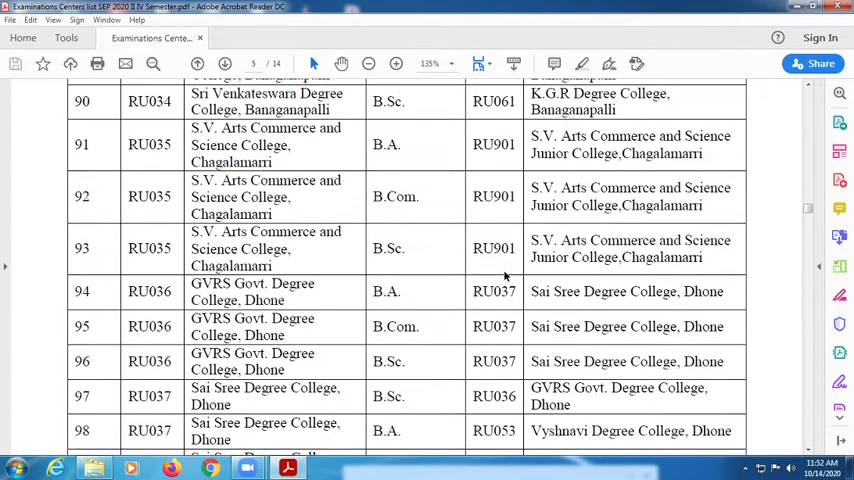 Examinations Centers list SEP 2020 II IV Semester.pdf - Adobe Acrobat Reader DC
File Edit View Sign Window Help
Home Tools Examinations Cente... × Sign In
5 / 14 135% Share
College, Banaganapalli Banaganapalli
90 RU034 Sri Venkateswara Degree College, Banaganapalli B.Sc. RU061 K.G.R Degree College, Banaganapalli
91 RU035 S.V. Arts Commerce and Science College, Chagalamarri B.A. RU901 S.V. Arts Commerce and Science Junior College,Chagalamarri
92 RU035 S.V. Arts Commerce and Science College, Chagalamarri B.Com. RU901 S.V. Arts Commerce and Science Junior College,Chagalamarri
93 RU035 S.V. Arts Commerce and Science College, Chagalamarri B.Sc. RU901 S.V. Arts Commerce and Science Junior College,Chagalamarri
94 RU036 GVRS Govt. Degree College, Dhone B.A. RU037 Sai Sree Degree College, Dhone
95 RU036 GVRS Govt. Degree College, Dhone B.Com. RU037 Sai Sree Degree College, Dhone
96 RU036 GVRS Govt. Degree College, Dhone B.Sc. RU037 Sai Sree Degree College, Dhone
97 RU037 Sai Sree Degree College, Dhone B.Sc. RU036 GVRS Govt. Degree College, Dhone
98 RU037 Sai Sree Degree College, Dhone B.A. RU053 Vyshnavi Degree College, Dhone
11:52 AM
10/14/2020